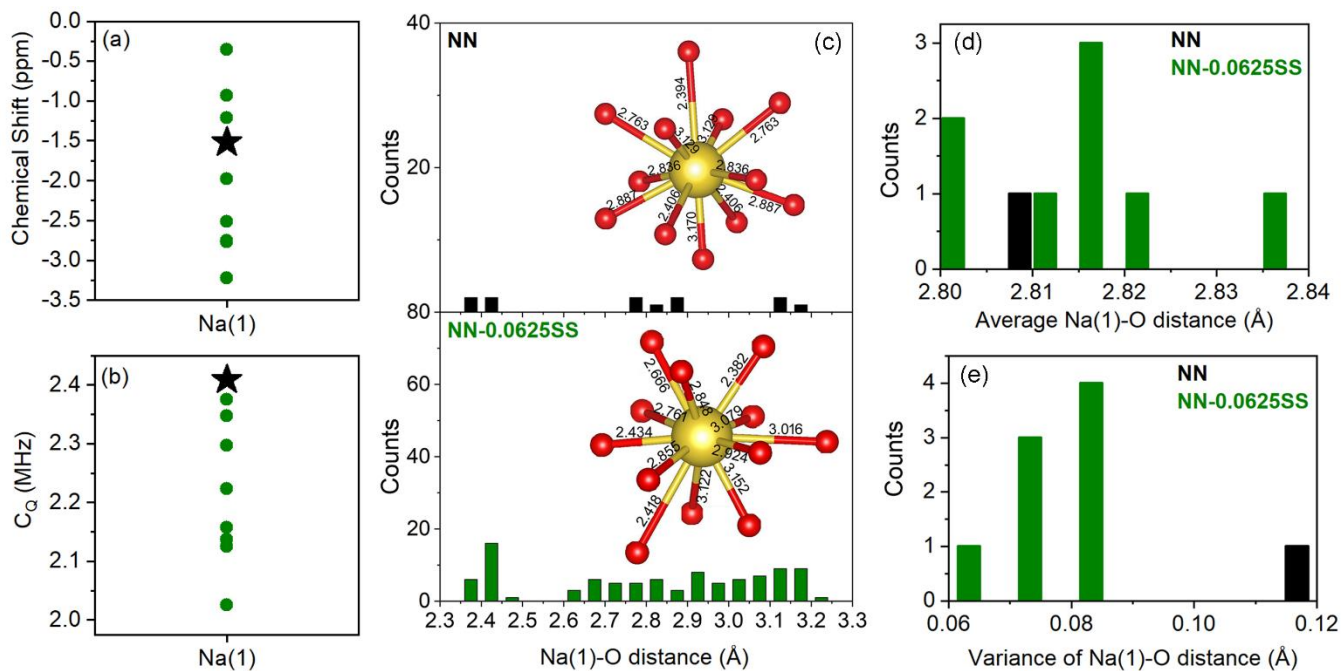 (a)
Chemical Shift (ppm)
0.0
-0.5
-1.0
-1.5
-2.0
-2.5
-3.0
-3.5
Na(1)
(b)
C_Q (MHz)
2.4
2.3
2.2
2.1
2.0
Na(1)
(c)
NN
Counts
40
20
0
2.394
2.763
3.129
3.129
2.763
2.836
2.836
2.887
2.406
2.406
2.887
3.170
NN-0.0625SS
Counts
80
60
40
20
0
2.666
2.848
2.382
2.761
3.079
2.434
3.016
2.855
2.924
2.418
3.122
3.152
2.3 2.4 2.5 2.6 2.7 2.8 2.9 3.0 3.1 3.2 3.3
Na(1)-O distance (Å)
(d)
NN
NN-0.0625SS
Counts
3
2
1
0
2.80 2.81 2.82 2.83 2.84
Average Na(1)-O distance (Å)
(e)
NN
NN-0.0625SS
Counts
4
3
2
1
0
0.06 0.08 0.10 0.12
Variance of Na(1)-O distance (Å)